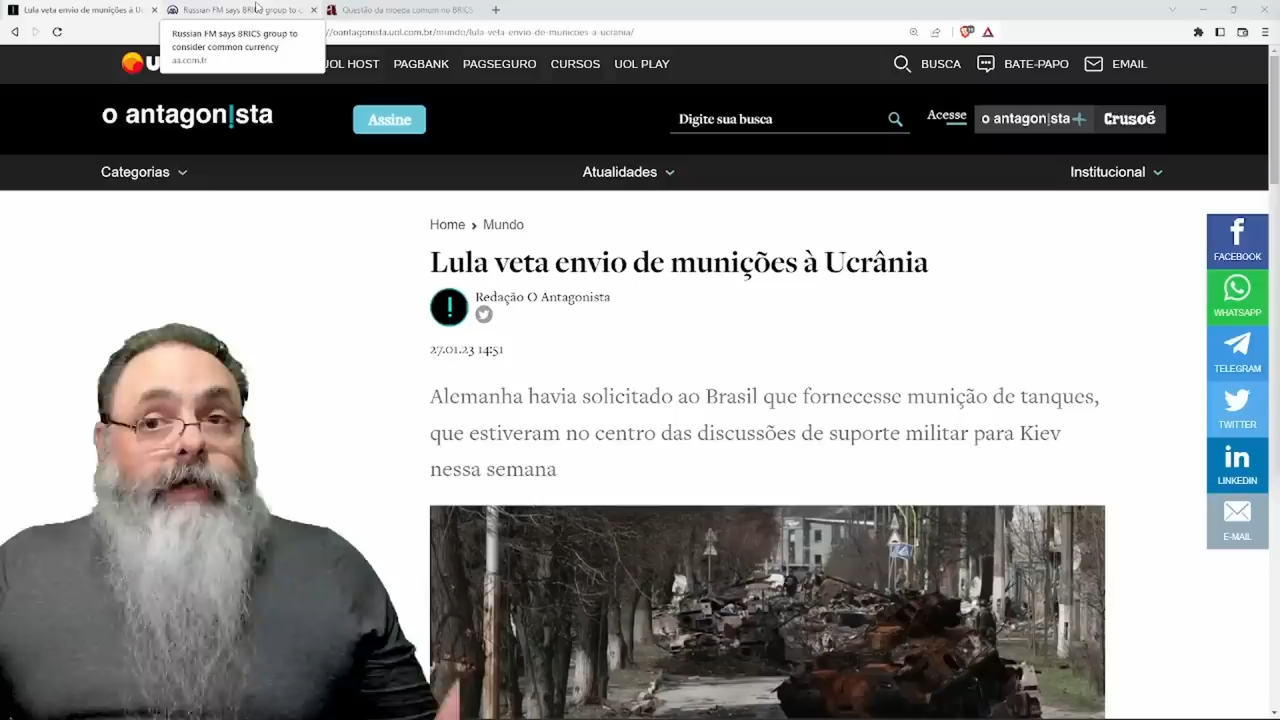 Lula veta envio de munições à U
Russian FM says BRICS group to c
Questão da moeda comum no BRICS
Russian FM says BRICS group to
consider common currency
aa.com.tr
//oantagonista.uol.com.br/mundo/lula-veta-envio-de-municoes-a-ucrania/
UOL HOST
PAGBANK
PAGSEGURO
CURSOS
UOL PLAY
BUSCA
BATE-PAPO
EMAIL
o antagon!sta
Assine
Digite sua busca
Acesse
o antagon|sta+
Crusoé
Categorias
Atualidades
Institucional
Home › Mundo
Lula veta envio de munições à Ucrânia
Redação O Antagonista
27.01.23 14:51
Alemanha havia solicitado ao Brasil que fornecesse munição de tanques,
que estiveram no centro das discussões de suporte militar para Kiev
nessa semana
FACEBOOK
WHATSAPP
TELEGRAM
TWITTER
LINKEDIN
E-MAIL